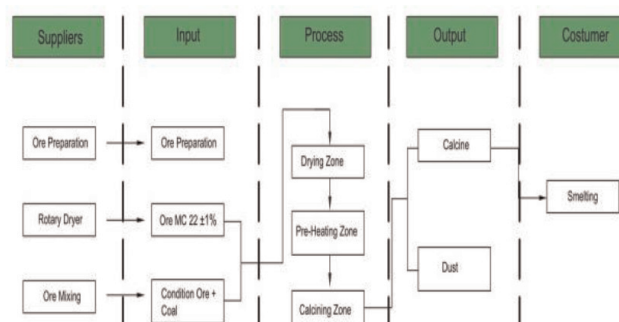 Suppliers
Input
Process
Output
Costumer
Ore Preparation
Ore Preparation
Drying Zone
Calcine
Rotary Dryer
Ore MC 22 ±1%
Pre-Heating Zone
Smelting
Dust
Ore Mixing
Condition Ore +
Coal
Calcining Zone